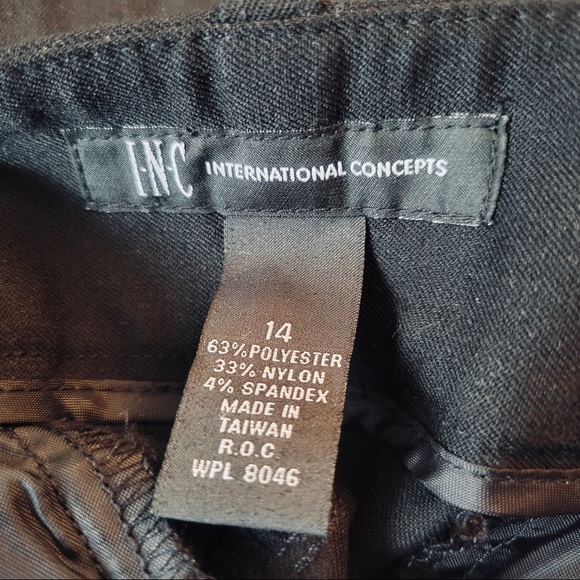 I·N·C INTERNATIONAL CONCEPTS
14
63% POLYESTER
33% NYLON
4% SPANDEX
MADE IN
TAIWAN
R.O.C.
WPL 8046